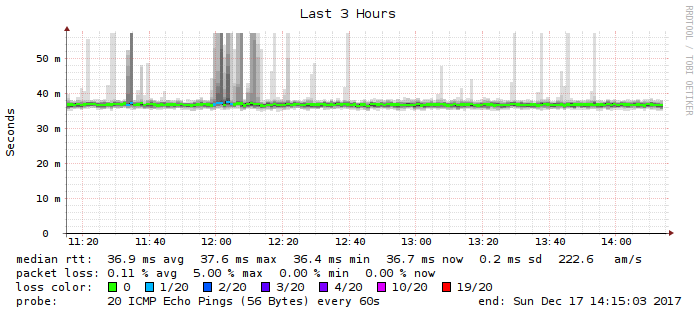 Last 3 Hours
RRDTOOL / TOBI OETIKER
Seconds
50 m
40 m
30 m
20 m
10 m
0
11:20 11:40 12:00 12:20 12:40 13:00 13:20 13:40 14:00
median rtt: 36.9 ms avg 37.6 ms max 36.4 ms min 36.7 ms now 0.2 ms sd 222.6 am/s
packet loss: 0.11 % avg 5.00 % max 0.00 % min 0.00 % now
loss color: 0 1/20 2/20 3/20 4/20 10/20 19/20
probe: 20 ICMP Echo Pings (56 Bytes) every 60s end: Sun Dec 17 14:15:03 2017